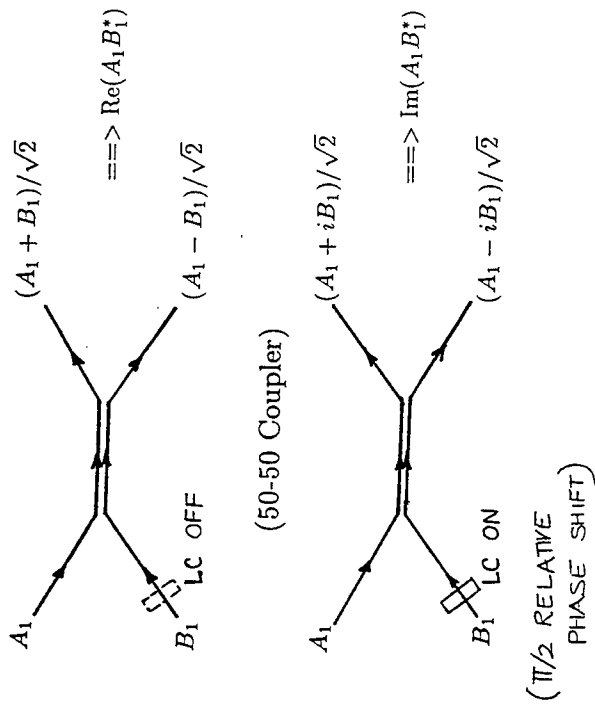 A₁
(A₁ + B₁)/√2
==> Re(A₁B₁*)
(A₁ − B₁)/√2
B₁
LC OFF
(50-50 Coupler)
A₁
(A₁ + iB₁)/√2
==> Im(A₁B₁*)
(A₁ − iB₁)/√2
B₁
LC ON
(π/2 RELATIVE
PHASE SHIFT)